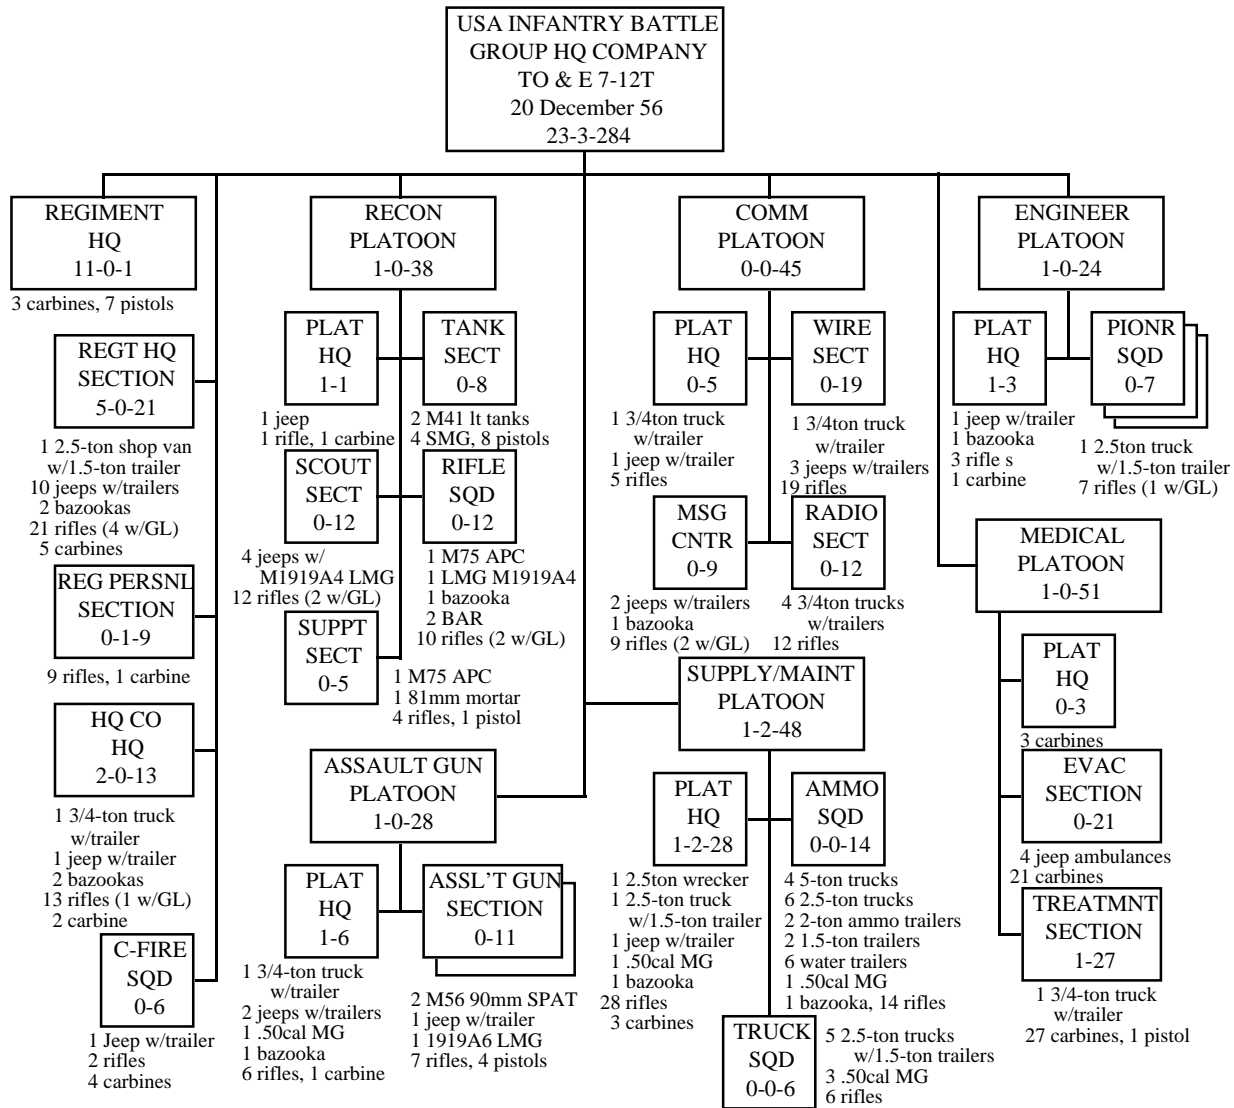 USA INFANTRY BATTLE
GROUP HQ COMPANY
TO & E 7-12T
20 December 56
23-3-284
REGIMENT
HQ
11-0-1
3 carbines, 7 pistols
REGT HQ
SECTION
5-0-21
1 2.5-ton shop van
w/1.5-ton trailer
10 jeeps w/trailers
2 bazookas
21 rifles (4 w/GL)
5 carbines
REG PERSNL
SECTION
0-1-9
9 rifles, 1 carbine
HQ CO
HQ
2-0-13
1 3/4-ton truck
w/trailer
1 jeep w/trailer
2 bazookas
13 rifles (1 w/GL)
2 carbine
C-FIRE
SQD
0-6
1 Jeep w/trailer
2 rifles
4 carbines
RECON
PLATOON
1-0-38
PLAT
HQ
1-1
1 jeep
1 rifle, 1 carbine
TANK
SECT
0-8
2 M41 lt tanks
4 SMG, 8 pistols
SCOUT
SECT
0-12
4 jeeps w/
M1919A4 LMG
12 rifles (2 w/GL)
RIFLE
SQD
0-12
1 M75 APC
1 LMG M1919A4
1 bazooka
2 BAR
10 rifles (2 w/GL)
SUPPT
SECT
0-5
1 M75 APC
1 81mm mortar
4 rifles, 1 pistol
ASSAULT GUN
PLATOON
1-0-28
PLAT
HQ
1-6
1 3/4-ton truck
w/trailer
2 jeeps w/trailers
1 .50cal MG
1 bazooka
6 rifles, 1 carbine
ASSL'T GUN
SECTION
0-11
2 M56 90mm SPAT
1 jeep w/trailer
1 1919A6 LMG
7 rifles, 4 pistols
COMM
PLATOON
0-0-45
PLAT
HQ
0-5
1 3/4ton truck
w/trailer
1 jeep w/trailer
5 rifles
WIRE
SECT
0-19
1 3/4ton truck
w/trailer
3 jeeps w/trailers
19 rifles
MSG
CNTR
0-9
2 jeeps w/trailers
1 bazooka
9 rifles (2 w/GL)
RADIO
SECT
0-12
4 3/4ton trucks
w/trailers
12 rifles
SUPPLY/MAINT
PLATOON
1-2-48
PLAT
HQ
1-2-28
1 2.5ton wrecker
1 2.5-ton truck
w/1.5-ton trailer
1 jeep w/trailer
1 .50cal MG
1 bazooka
28 rifles
3 carbines
AMMO
SQD
0-0-14
4 5-ton trucks
6 2.5-ton trucks
2 2-ton ammo trailers
2 1.5-ton trailers
6 water trailers
1 .50cal MG
1 bazooka, 14 rifles
TRUCK
SQD
0-0-6
5 2.5-ton trucks
w/1.5-ton trailers
3 .50cal MG
6 rifles
ENGINEER
PLATOON
1-0-24
PLAT
HQ
1-3
1 jeep w/trailer
1 bazooka
3 rifle s
1 carbine
PIONR
SQD
0-7
1 2.5ton truck
w/1.5-ton trailer
7 rifles (1 w/GL)
MEDICAL
PLATOON
1-0-51
PLAT
HQ
0-3
3 carbines
EVAC
SECTION
0-21
4 jeep ambulances
21 carbines
TREATMNT
SECTION
1-27
1 3/4-ton truck
w/trailer
27 carbines, 1 pistol